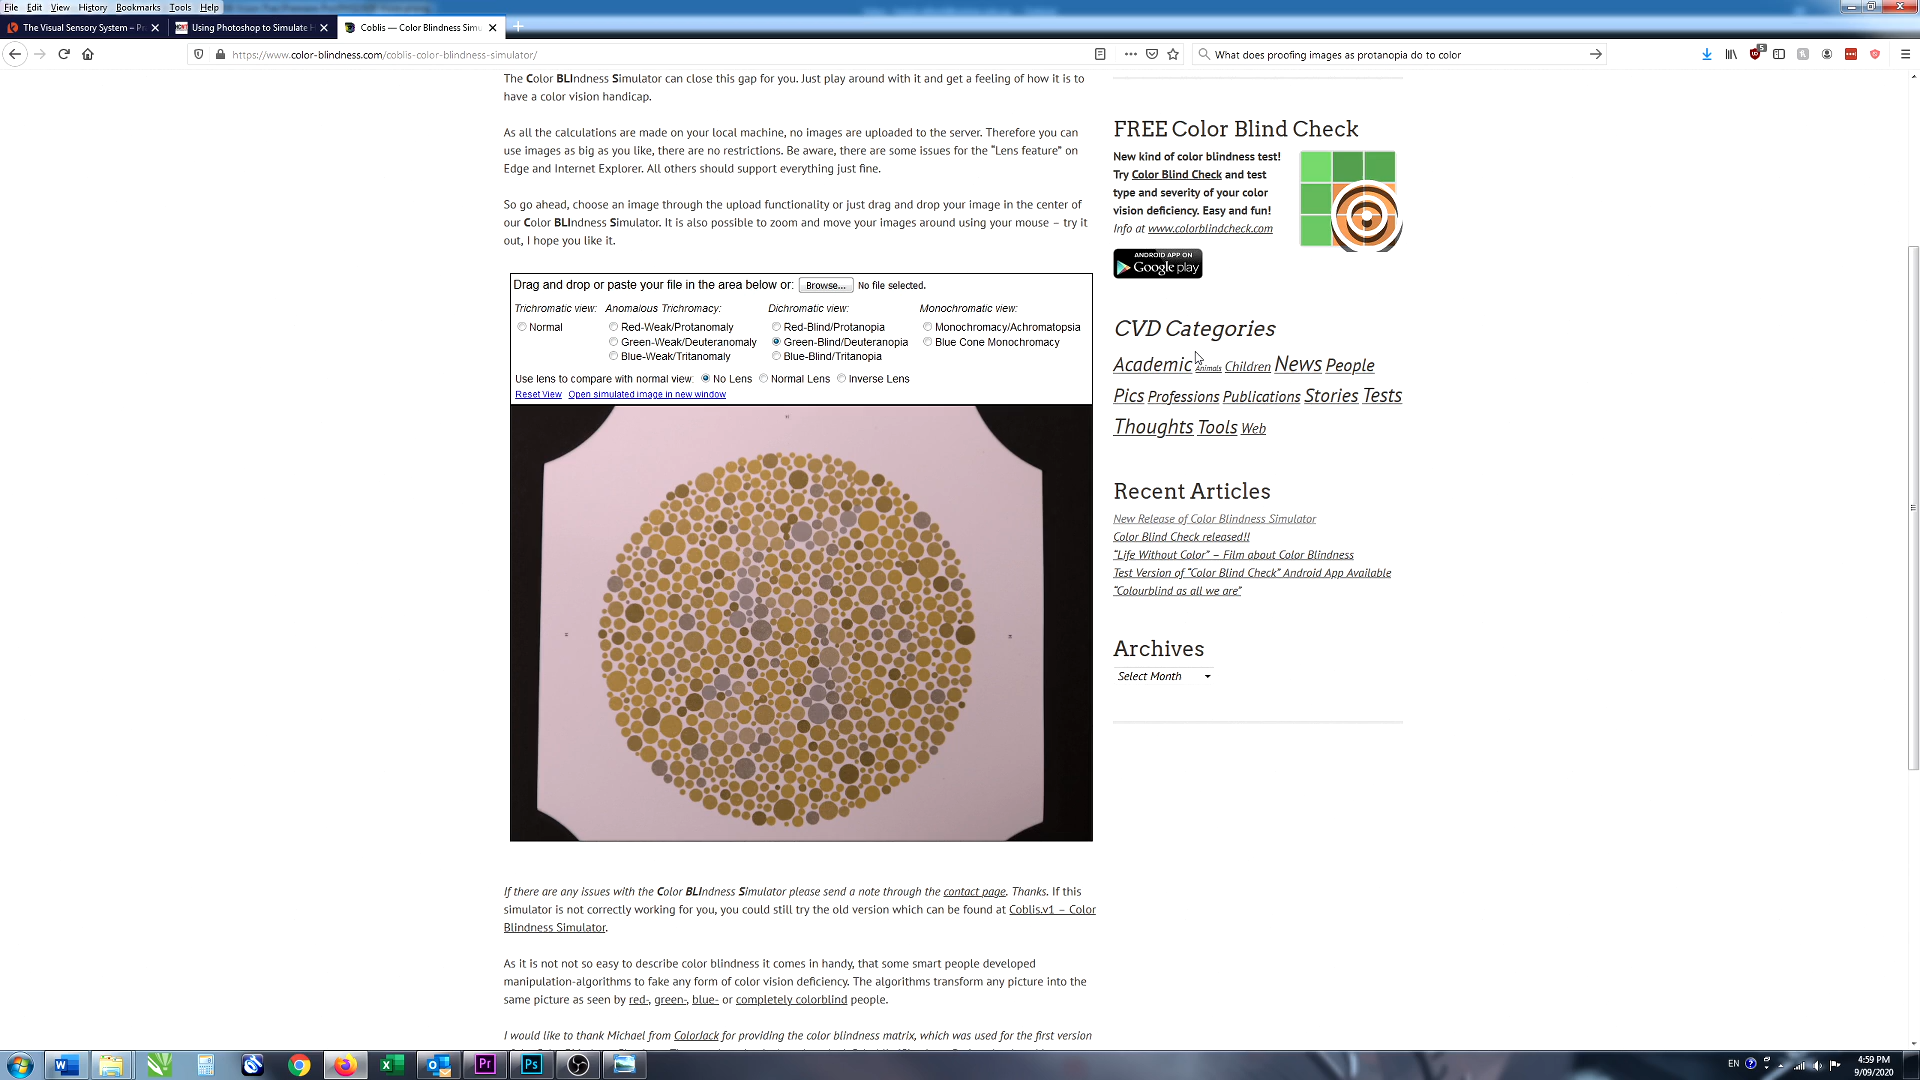 File Edit View History Bookmarks Tools Help
The Visual Sensory System – P
Using Photoshop to Simulate H
Coblis — Color Blindness Sim
https://www.color-blindness.com/coblis-color-blindness-simulator/
What does proofing images as protanopia do to color
5
The Color BLIndness Simulator can close this gap for you. Just play around with it and get a feeling of how it is to
have a color vision handicap.
As all the calculations are made on your local machine, no images are uploaded to the server. Therefore you can
use images as big as you like, there are no restrictions. Be aware, there are some issues for the "Lens feature" on
Edge and Internet Explorer. All others should support everything just fine.
So go ahead, choose an image through the upload functionality or just drag and drop your image in the center of
our Color BLIndness Simulator. It is also possible to zoom and move your images around using your mouse – try it
out, I hope you like it.
Drag and drop or paste your file in the area below or: Browse... No file selected.
Trichromatic view: Anomalous Trichromacy: Dichromatic view: Monochromatic view:
Normal Red-Weak/Protanomaly Red-Blind/Protanopia Monochromacy/Achromatopsia
Green-Weak/Deuteranomaly Green-Blind/Deuteranopia Blue Cone Monochromacy
Blue-Weak/Tritanomaly Blue-Blind/Tritanopia
Use lens to compare with normal view: No Lens Normal Lens Inverse Lens
Reset View Open simulated image in new window
If there are any issues with the Color BLIndness Simulator please send a note through the contact page. Thanks. If this
simulator is not correctly working for you, you could still try the old version which can be found at Coblis.v1 – Color
Blindness Simulator.
As it is not not so easy to describe color blindness it comes in handy, that some smart people developed
manipulation-algorithms to fake any form of color vision deficiency. The algorithms transform any picture into the
same picture as seen by red-, green-, blue- or completely colorblind people.
I would like to thank Michael from ColorJack for providing the color blindness matrix, which was used for the first version
FREE Color Blind Check
New kind of color blindness test!
Try Color Blind Check and test
type and severity of your color
vision deficiency. Easy and fun!
Info at www.colorblindcheck.com
ANDROID APP ON
Google play
CVD Categories
Academic Animals Children News People
Pics Professions Publications Stories Tests
Thoughts Tools Web
Recent Articles
New Release of Color Blindness Simulator
Color Blind Check released!!
"Life Without Color" – Film about Color Blindness
Test Version of "Color Blind Check" Android App Available
"Colourblind as all we are"
Archives
Select Month
EN
4:59 PM
9/09/2020